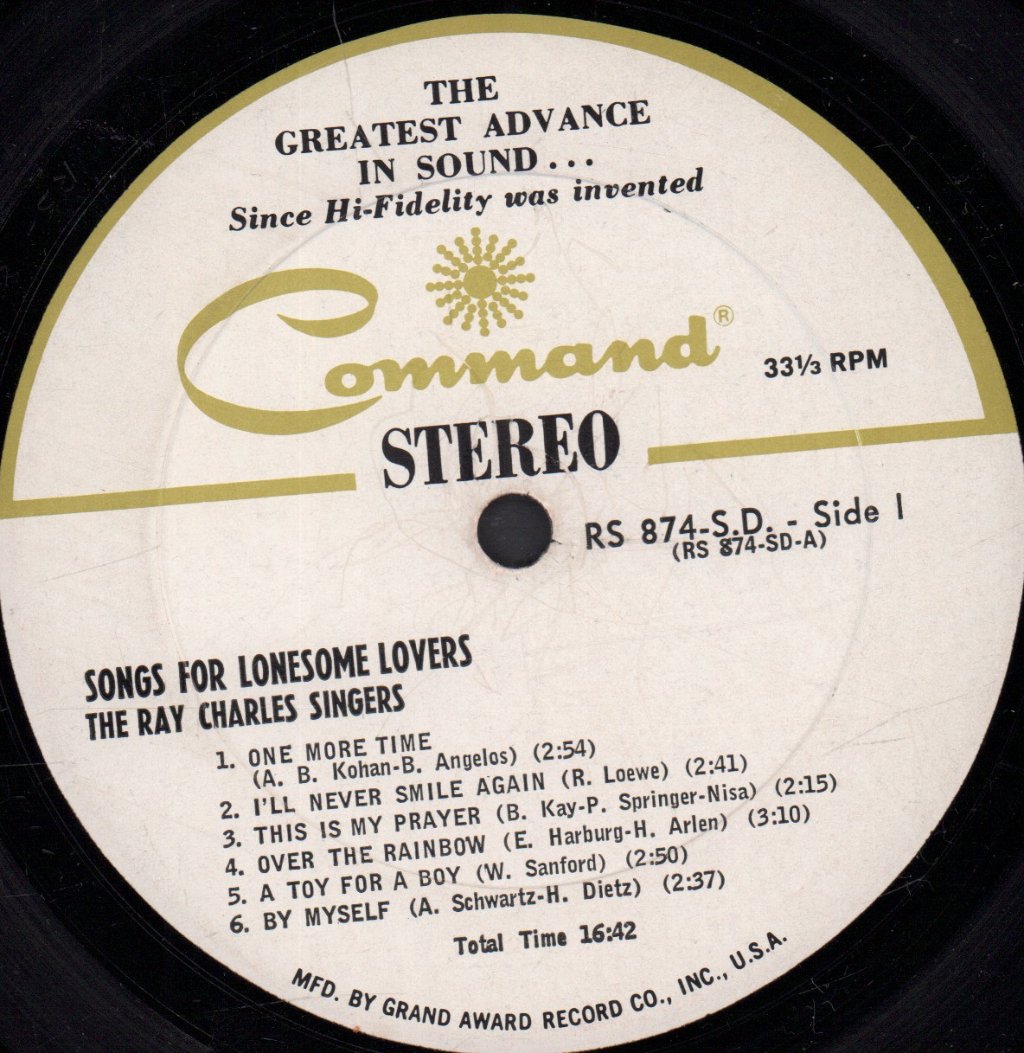 THE
GREATEST ADVANCE
IN SOUND...
Since Hi-Fidelity was invented
Command®
33⅓ RPM
STEREO
RS 874-S.D. - Side 1
(RS 874-SD-A)
SONGS FOR LONESOME LOVERS
THE RAY CHARLES SINGERS
1. ONE MORE TIME
(A. B. Kohan-B. Angelos) (2:54)
2. I'LL NEVER SMILE AGAIN (R. Loewe) (2:41)
3. THIS IS MY PRAYER (B. Kay-P. Springer-Nisa) (2:15)
4. OVER THE RAINBOW (E. Harburg-H. Arlen) (3:10)
5. A TOY FOR A BOY (W. Sanford) (2:50)
6. BY MYSELF (A. Schwartz-H. Dietz) (2:37)
Total Time 16:42
MFD. BY GRAND AWARD RECORD CO., INC., U.S.A.